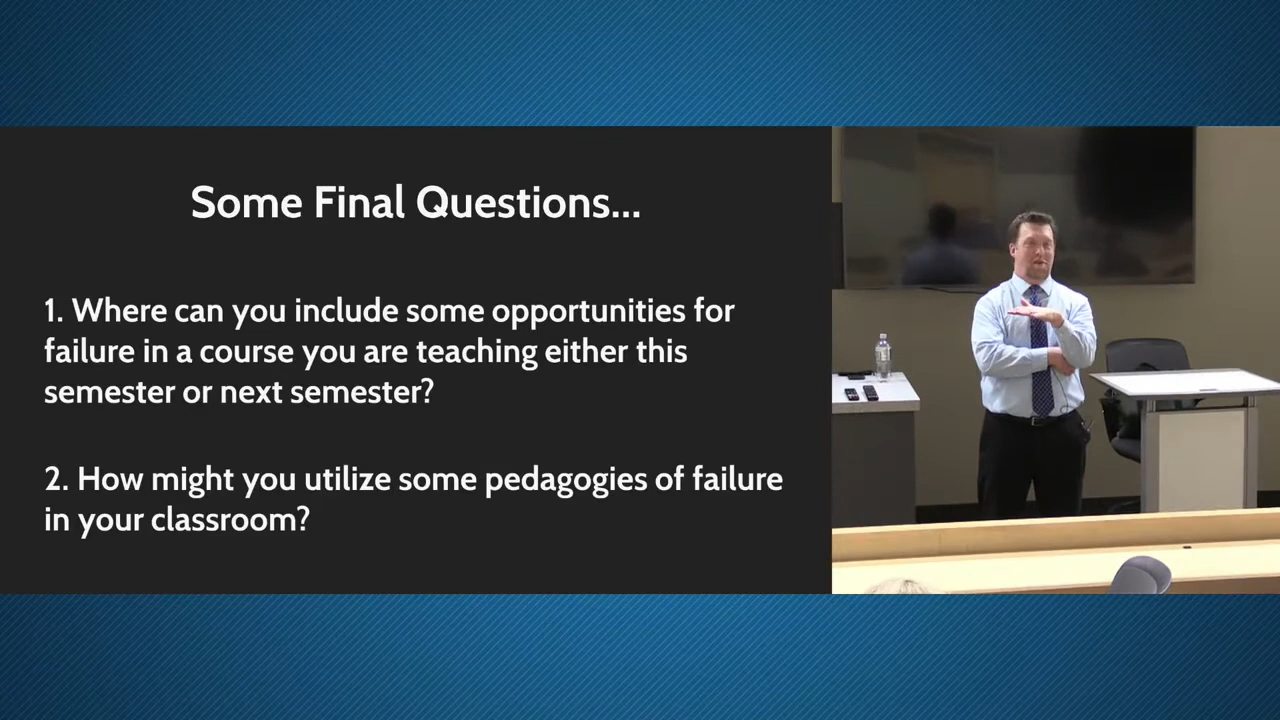 Some Final Questions...
1. Where can you include some opportunities for
failure in a course you are teaching either this
semester or next semester?
2. How might you utilize some pedagogies of failure
in your classroom?